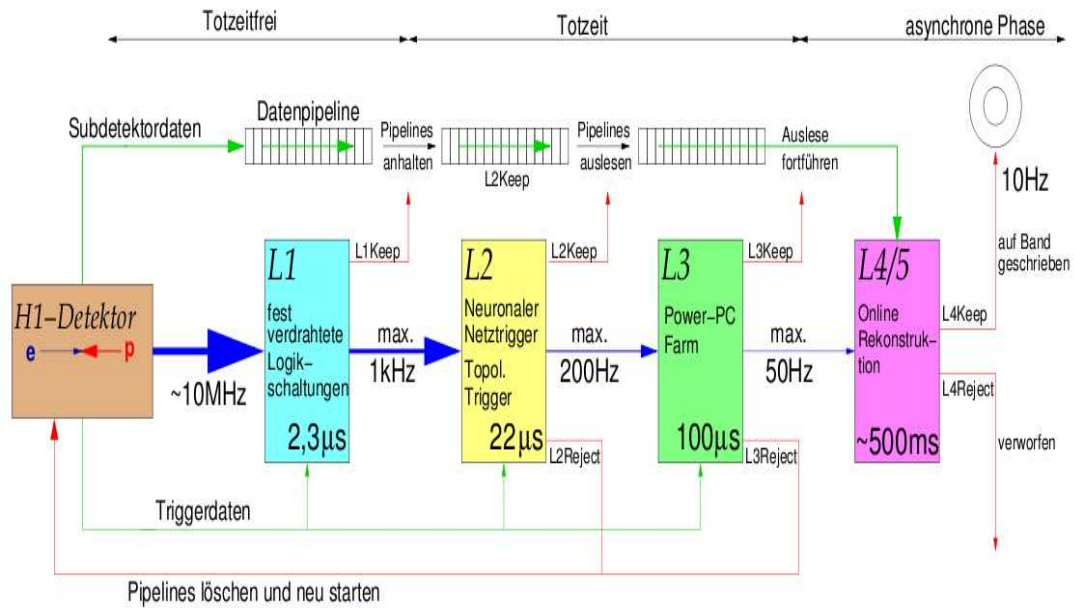 Totzeitfrei
Totzeit
asynchrone Phase
Datenpipeline
Subdetektordaten
Pipelines
anhalten
L2Keep
Pipelines
auslesen
Auslese
fortführen
10Hz
L1Keep
L2Keep
L3Keep
auf Band
geschrieben
H1-Detektor
e
p
~10MHz
L1
fest
verdrahtete
Logik-
schaltungen
2,3µs
max.
1kHz
L2
Neuronaler
Netztrigger
Topol.
Trigger
22µs
max.
200Hz
L3
Power-PC
Farm
100µs
max.
50Hz
L4/5
Online
Rekonstruk-
tion
~500ms
L4Keep
L4Reject
verworfen
L2Reject
L3Reject
Triggerdaten
Pipelines löschen und neu starten